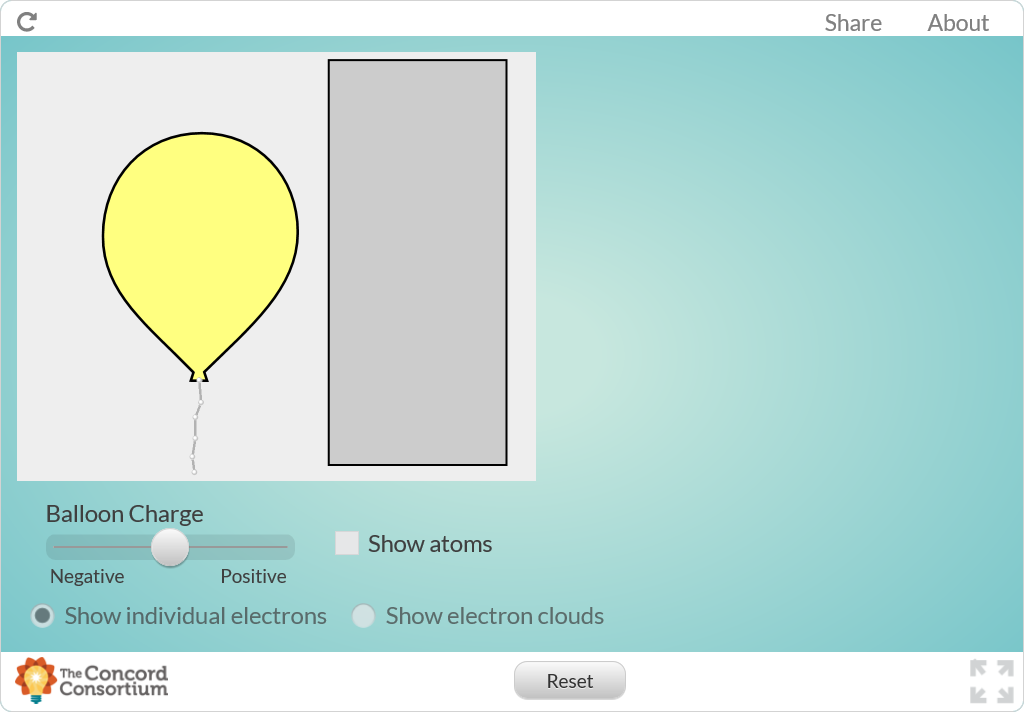 Share About
Balloon Charge
Show atoms
Negative Positive
Show individual electrons Show electron clouds
The Concord
Consortium
Reset